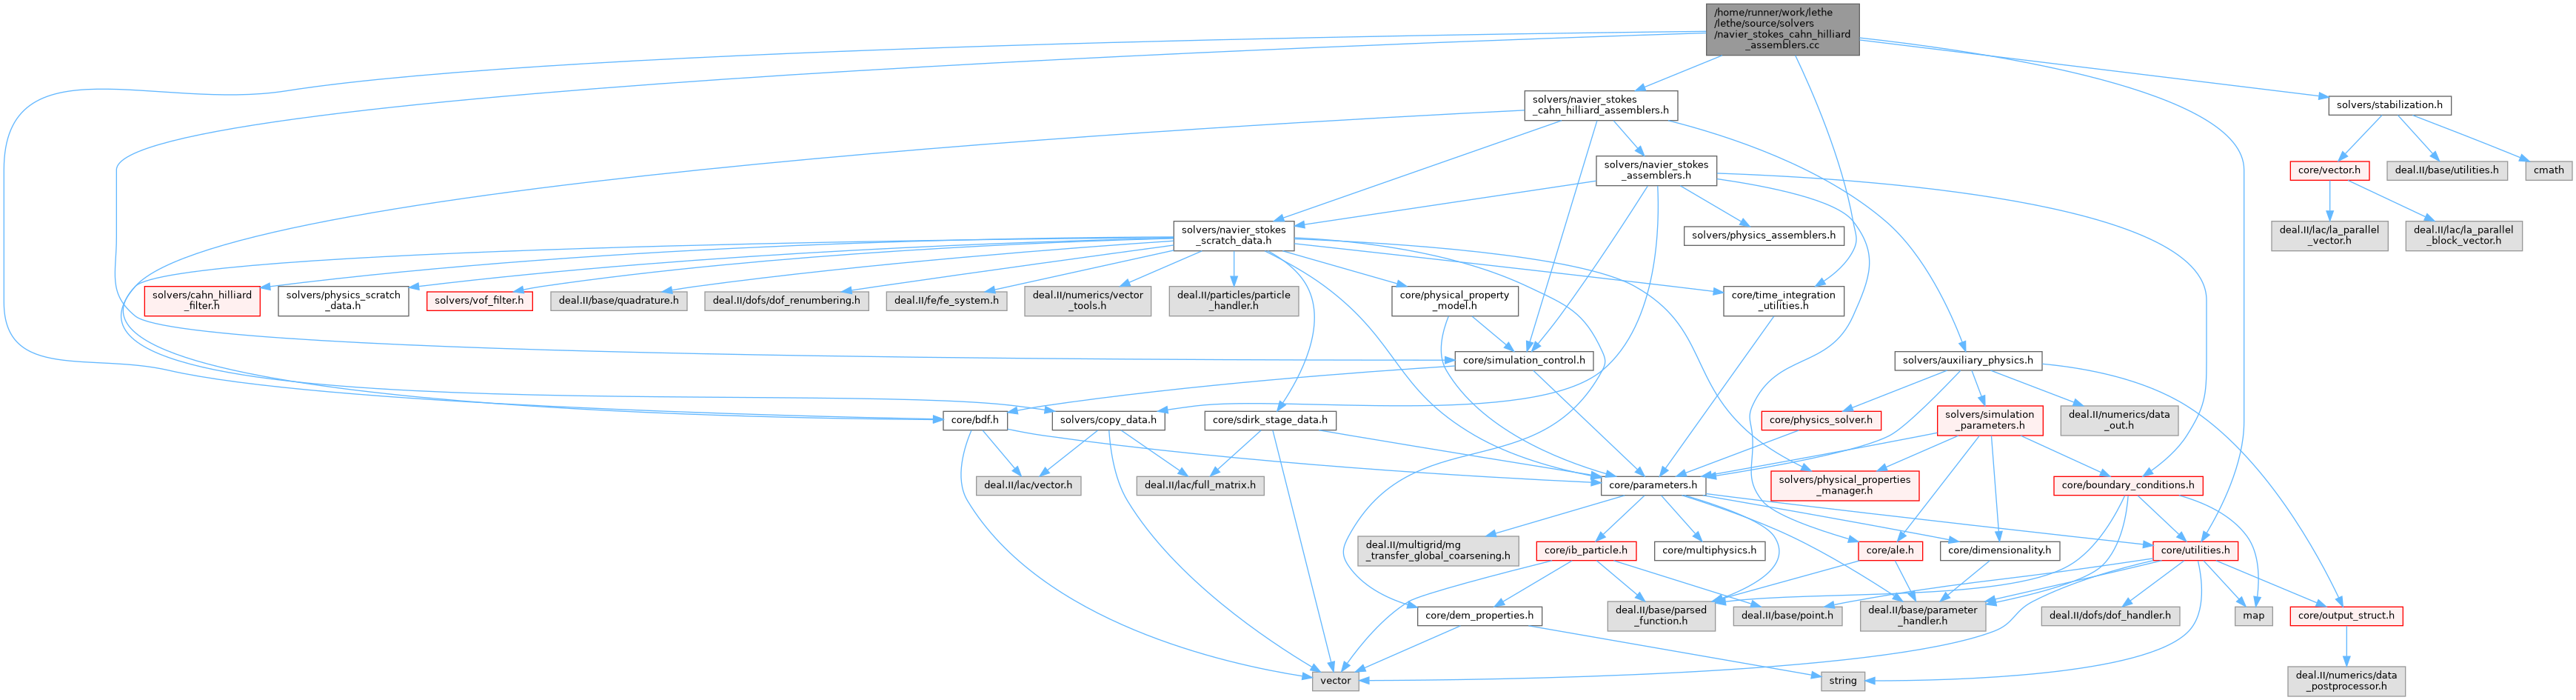 /home/runner/work/lethe
/lethe/source/solvers
/navier_stokes_cahn_hilliard
_assemblers.cc
solvers/navier_stokes
_cahn_hilliard_assemblers.h
solvers/stabilization.h
solvers/navier_stokes
_assemblers.h
core/vector.h
deal.II/base/utilities.h
cmath
solvers/navier_stokes
_scratch_data.h
solvers/physics_assemblers.h
deal.II/lac/la_parallel
_vector.h
deal.II/lac/la_parallel
_block_vector.h
solvers/cahn_hilliard
_filter.h
solvers/physics_scratch
_data.h
solvers/vof_filter.h
deal.II/base/quadrature.h
deal.II/dofs/dof_renumbering.h
deal.II/fe/fe_system.h
deal.II/numerics/vector
_tools.h
deal.II/particles/particle
_handler.h
core/physical_property
_model.h
core/time_integration
_utilities.h
core/simulation_control.h
solvers/auxiliary_physics.h
core/bdf.h
solvers/copy_data.h
core/sdirk_stage_data.h
core/physics_solver.h
solvers/simulation
_parameters.h
deal.II/numerics/data
_out.h
deal.II/lac/vector.h
deal.II/lac/full_matrix.h
core/parameters.h
solvers/physical_properties
_manager.h
core/boundary_conditions.h
deal.II/multigrid/mg
_transfer_global_coarsening.h
core/ib_particle.h
core/multiphysics.h
core/ale.h
core/dimensionality.h
core/utilities.h
core/dem_properties.h
deal.II/base/parsed
_function.h
deal.II/base/point.h
deal.II/base/parameter
_handler.h
deal.II/dofs/dof_handler.h
map
core/output_struct.h
vector
string
deal.II/numerics/data
_postprocessor.h